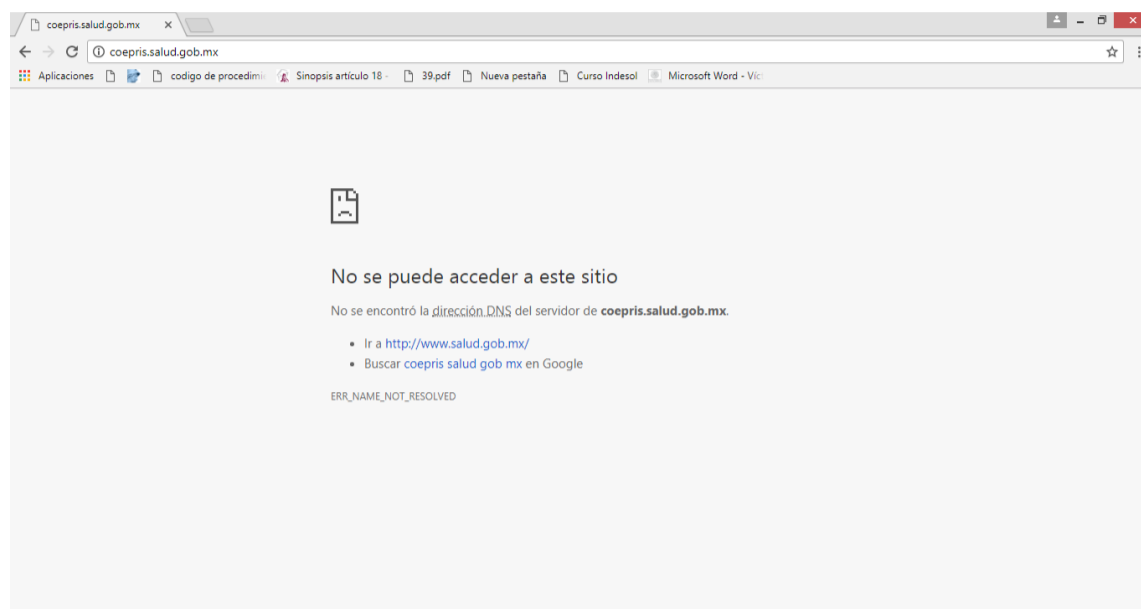 coepris.salud.gob.mx
coepris.salud.gob.mx
Aplicaciones codigo de procedimi Sinopsis artículo 18 - 39.pdf Nueva pestaña Curso Indesol Microsoft Word - Víc
No se puede acceder a este sitio
No se encontró la dirección DNS del servidor de coepris.salud.gob.mx.
• Ir a http://www.salud.gob.mx/
• Buscar coepris salud gob mx en Google
ERR_NAME_NOT_RESOLVED